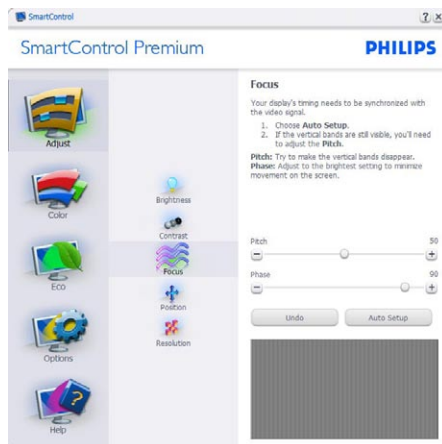 SmartControl
SmartControl Premium
PHILIPS
Adjust
Color
Eco
Options
Help
Brightness
Contrast
Focus
Position
Resolution
Focus
Your display's timing needs to be synchronized with
the video signal.
1. Choose Auto Setup.
2. If the vertical bands are still visible, you'll need
to adjust the Pitch.
Pitch: Try to make the vertical bands disappear.
Phase: Adjust to the brightest setting to minimize
movement on the screen.
Pitch 50
Phase 90
Undo Auto Setup